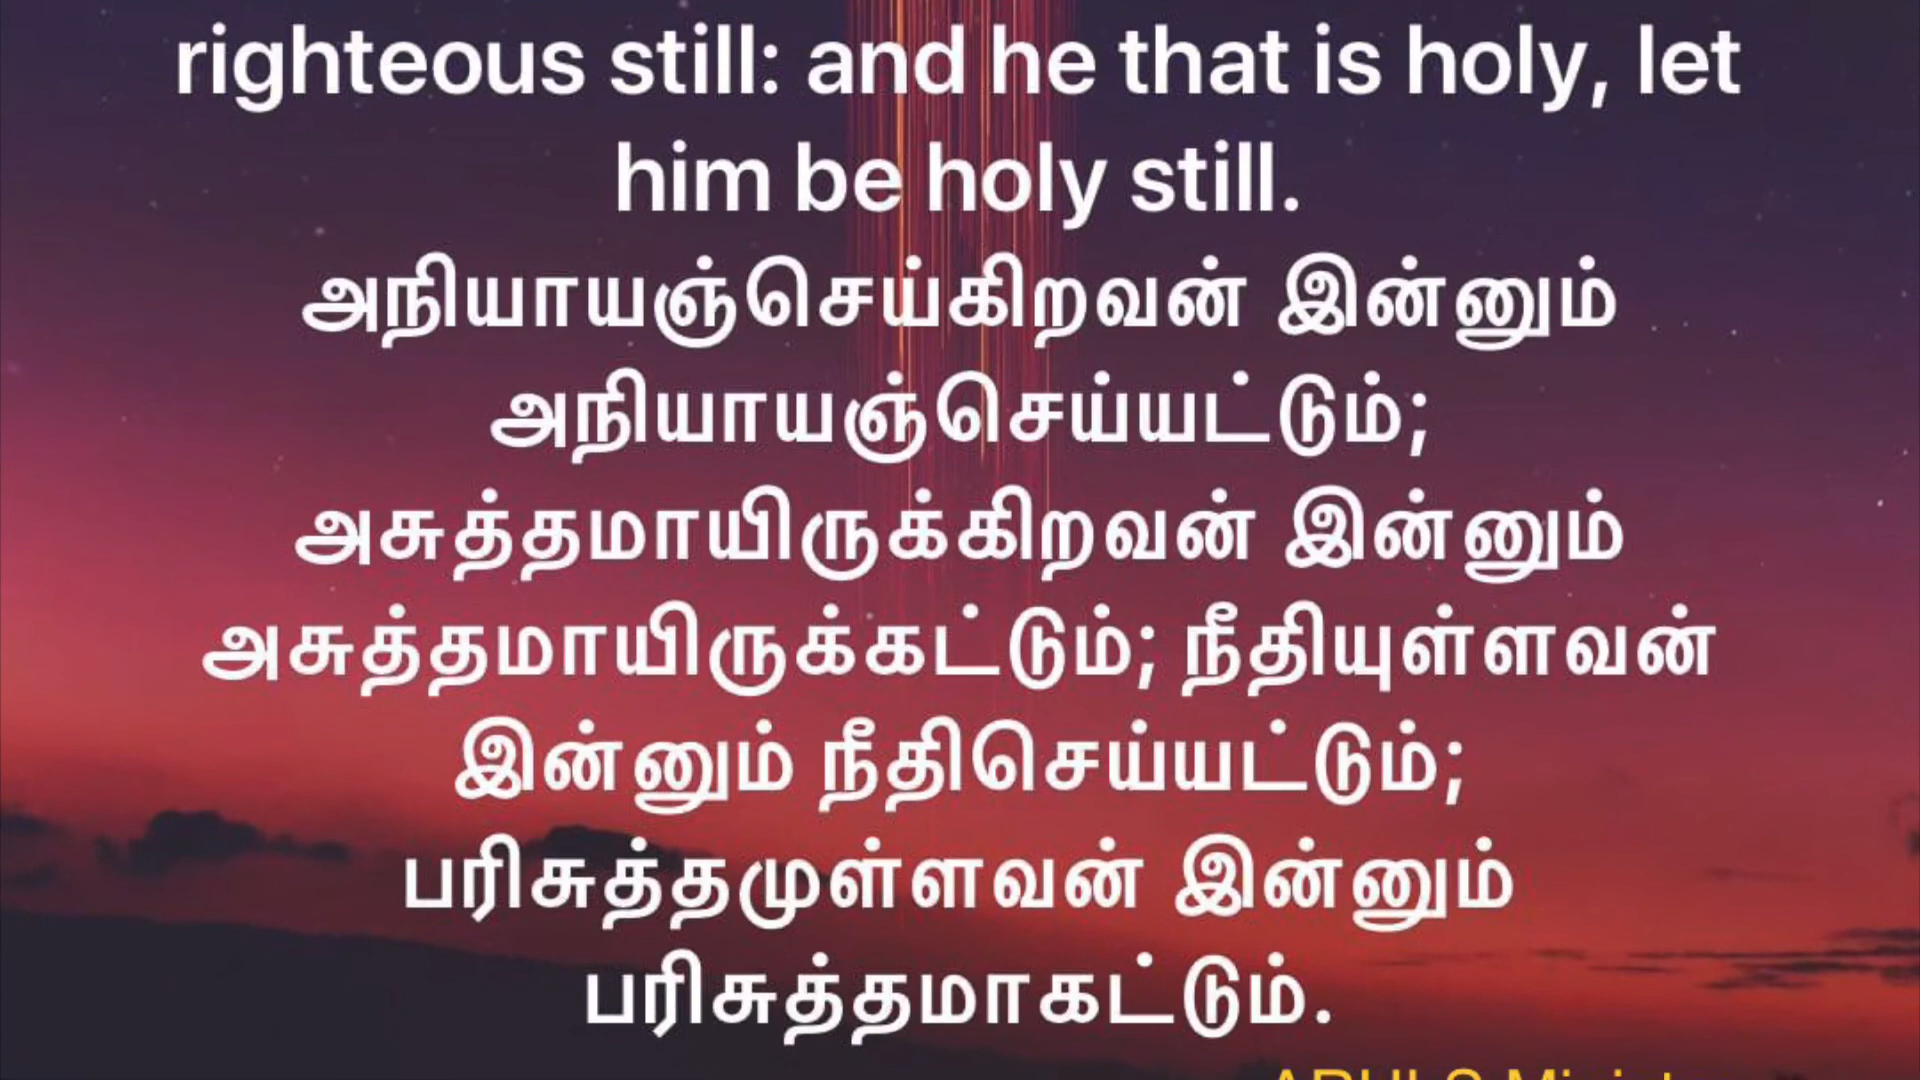 righteous still: and he that is holy, let
him be holy still.
அநியாயஞ்செய்கிறவன் இன்னும்
அநியாயஞ்செய்யட்டும்;
அசுத்தமாயிருக்கிறவன் இன்னும்
அசுத்தமாயிருக்கட்டும்; நீதியுள்ளவன்
இன்னும் நீதிசெய்யட்டும்;
பரிசுத்தமுள்ளவன் இன்னும்
பரிசுத்தமாகட்டும்.